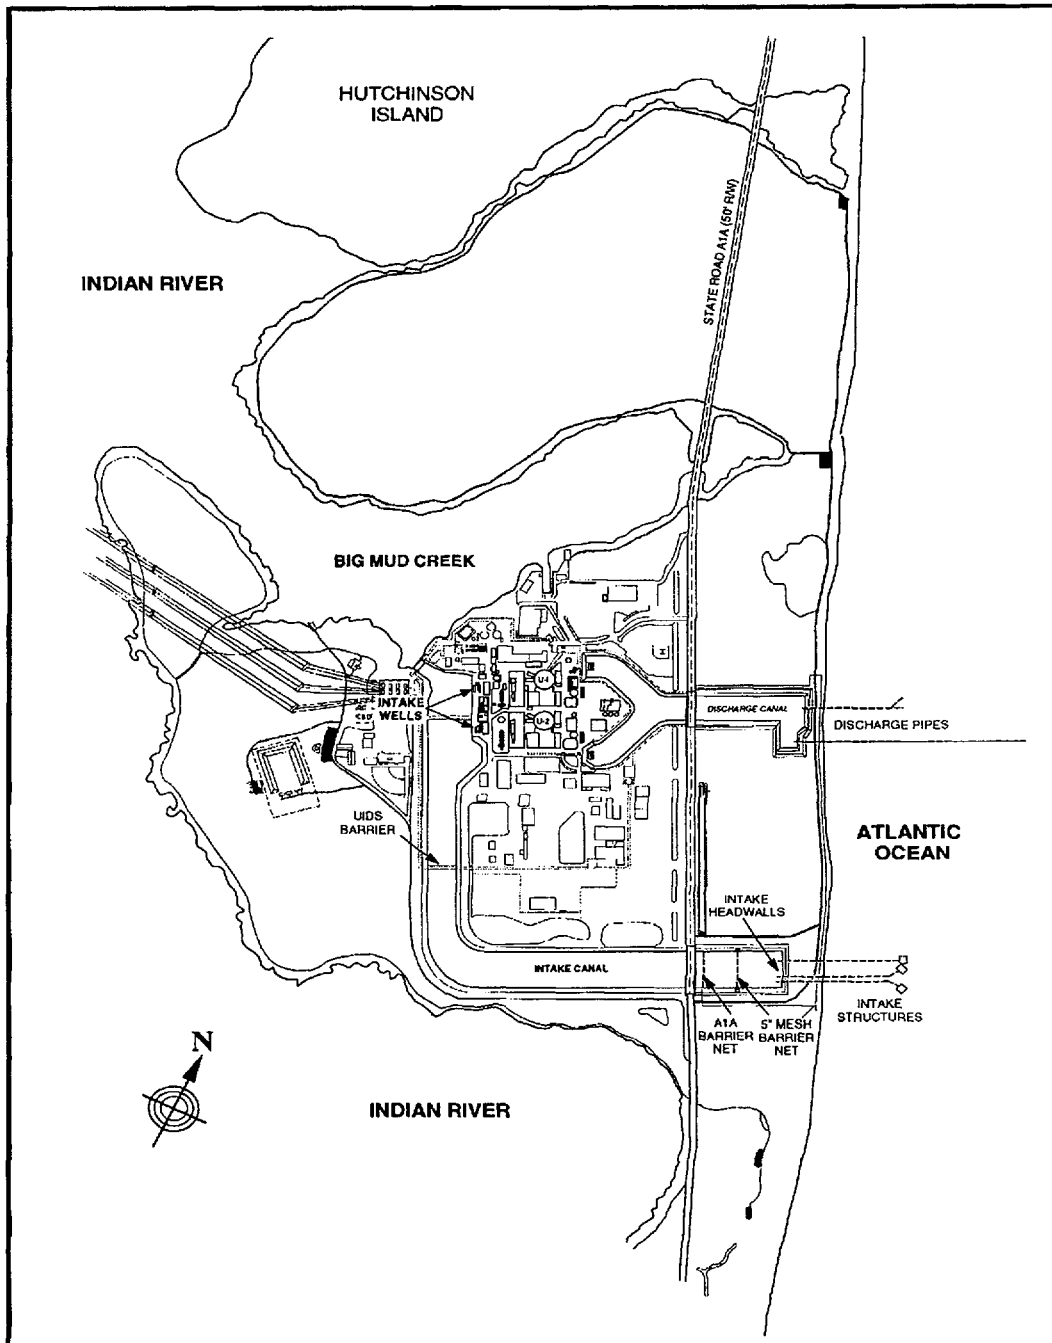 HUTCHINSON
ISLAND
STATE ROAD A1A (50' R/W)
INDIAN RIVER
BIG MUD CREEK
U-1
INTAKE
WELLS
U-2
DISCHARGE CANAL
DISCHARGE PIPES
UIDS
BARRIER
ATLANTIC
OCEAN
INTAKE
HEADWALLS
INTAKE CANAL
INTAKE
STRUCTURES
A1A
BARRIER
NET
5" MESH
BARRIER
NET
N
INDIAN RIVER